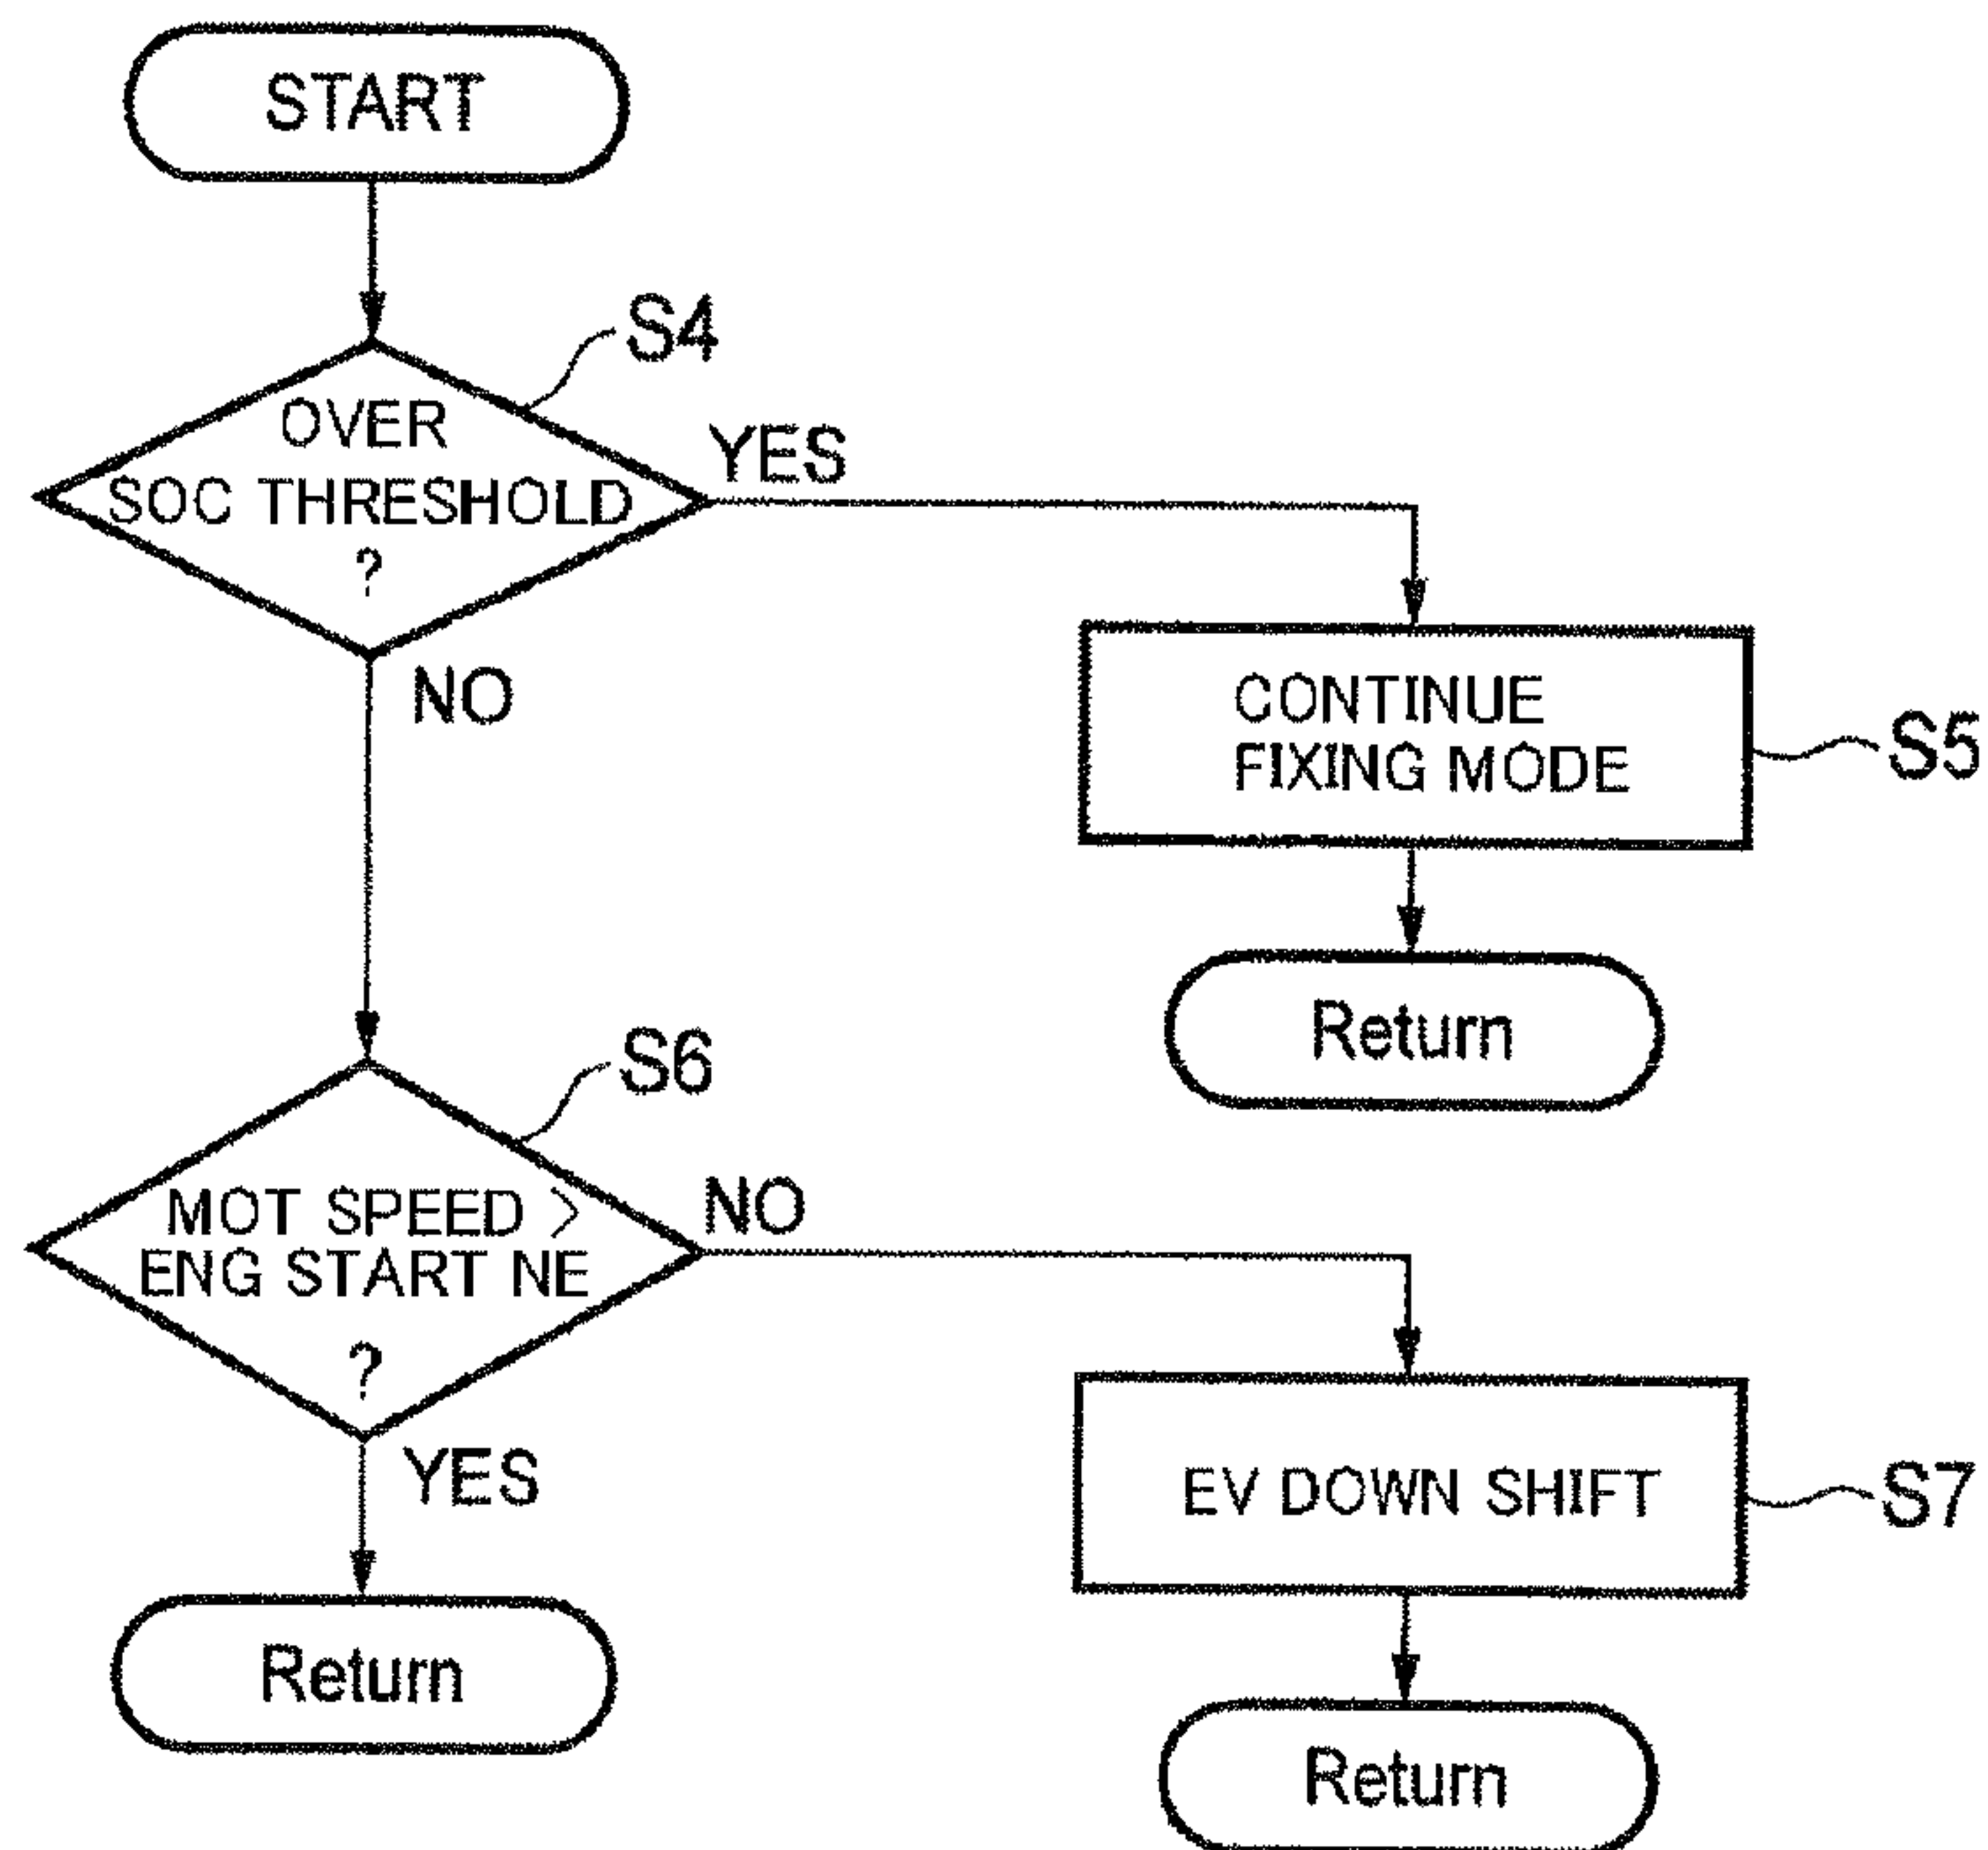 START
S4
OVER
SOC THRESHOLD
?
YES
NO
CONTINUE
FIXING MODE
S5
Return
S6
MOT SPEED >
ENG START NE
?
NO
YES
EV DOWN SHIFT
S7
Return
Return